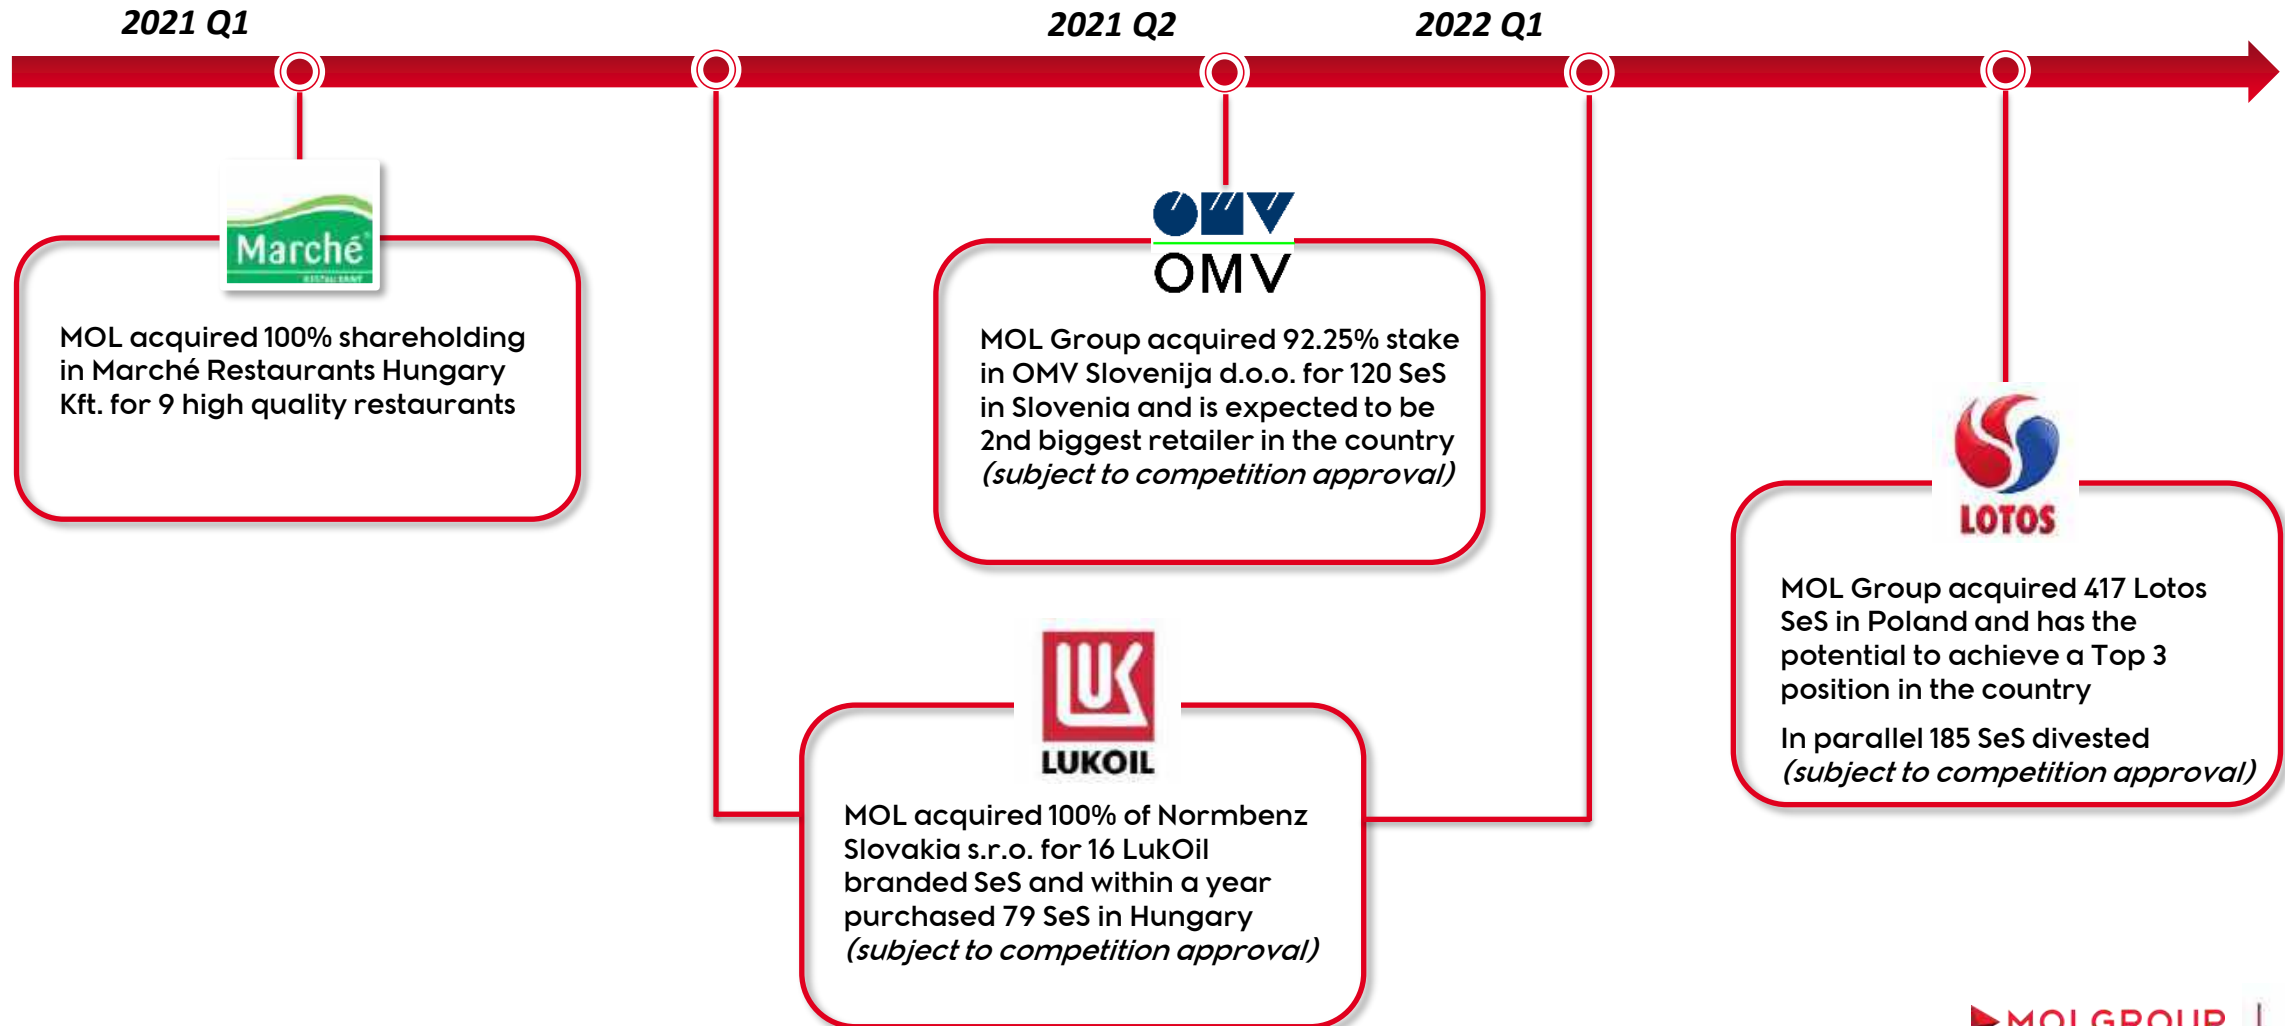 2021 Q1
2021 Q2
2022 Q1
Marché
RESTAURANT
MOL acquired 100% shareholding
in Marché Restaurants Hungary
Kft. for 9 high quality restaurants
OMV
OMV
MOL Group acquired 92.25% stake
in OMV Slovenija d.o.o. for 120 SeS
in Slovenia and is expected to be
2nd biggest retailer in the country
(subject to competition approval)
LUK
LUKOIL
MOL acquired 100% of Normbenz
Slovakia s.r.o. for 16 LukOil
branded SeS and within a year
purchased 79 SeS in Hungary
(subject to competition approval)
LOTOS
MOL Group acquired 417 Lotos
SeS in Poland and has the
potential to achieve a Top 3
position in the country
In parallel 185 SeS divested
(subject to competition approval)
MOLGROUP